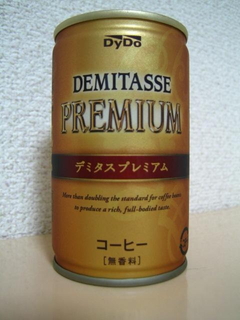 DyDo
DEMITASSE
PREMIUM
デミタスプレミアム
More than doubling the standard for coffee beans
to produce a rich, full-bodied taste.
コーヒー
[無香料]